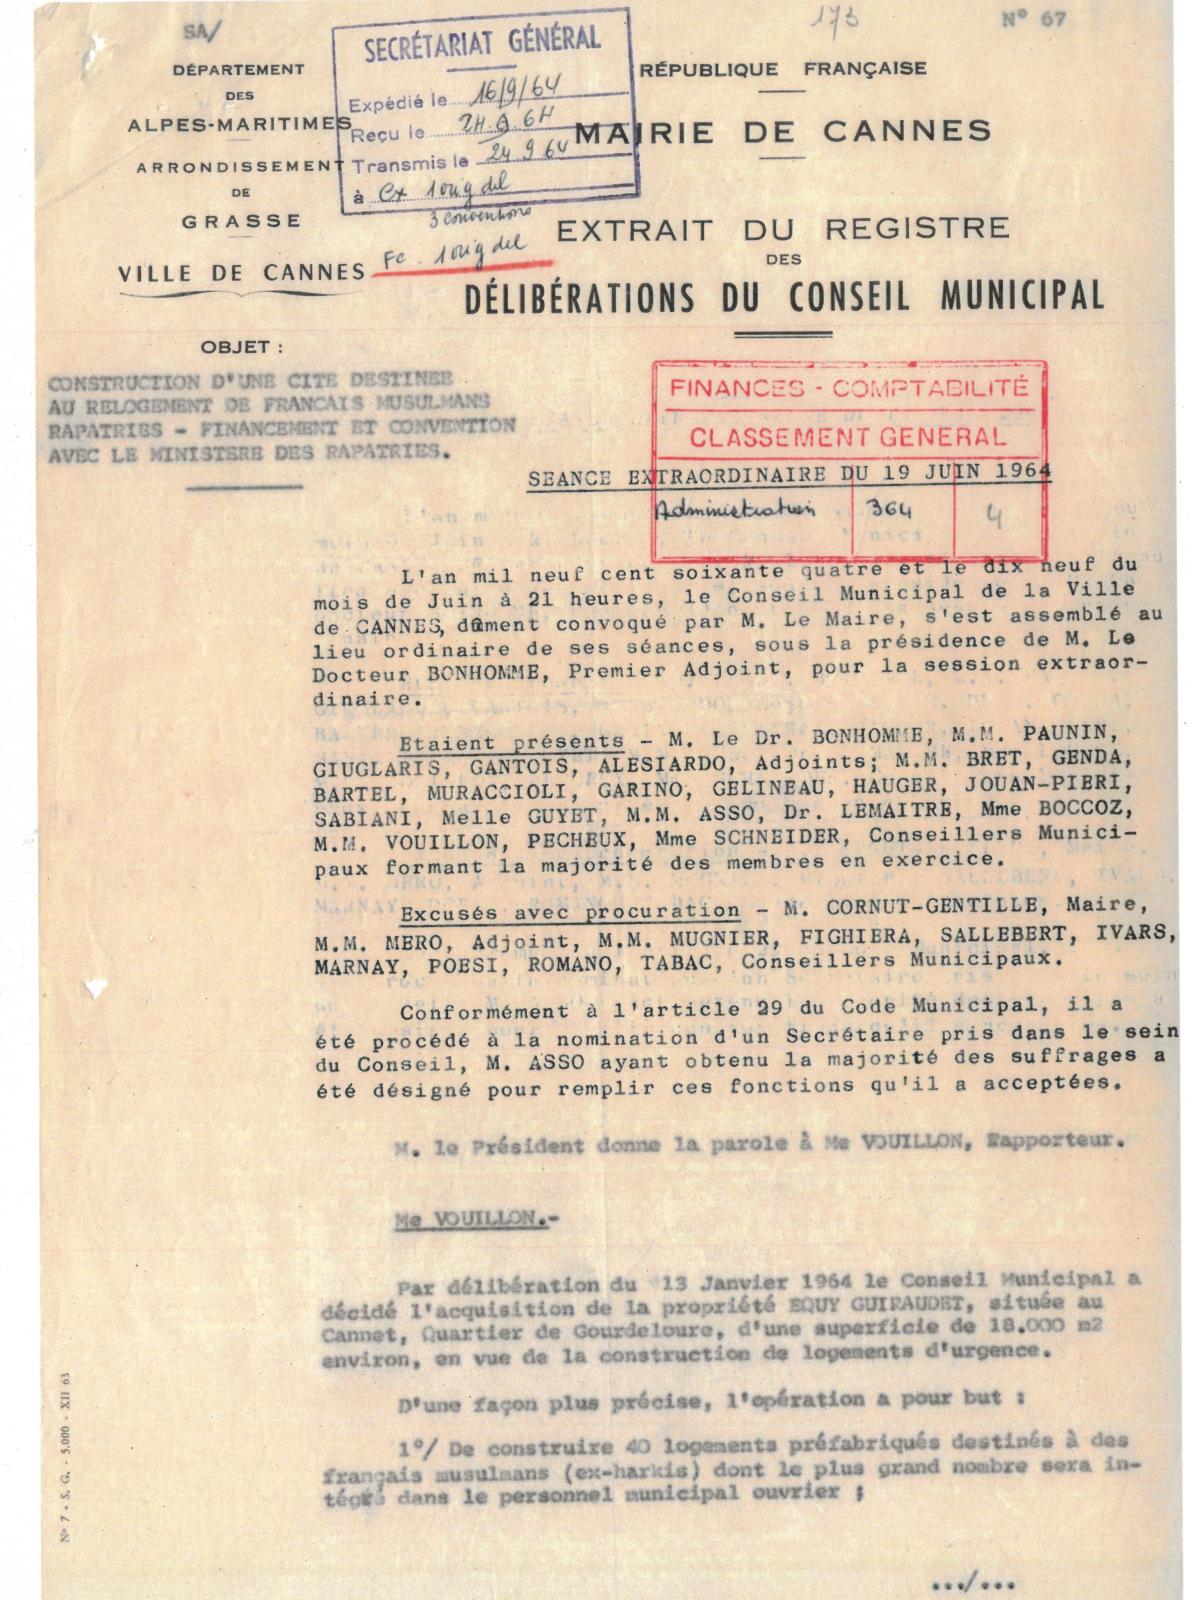 SA/
173
N° 67
DÉPARTEMENT
DES
ALPES-MARITIMES
ARRONDISSEMENT
DE
GRASSE
VILLE DE CANNES
SECRÉTARIAT GÉNÉRAL
Expédié le 16/9/64
Reçu le 24.9.64
Transmis le 24 9 64
à Cx 1 orig del
3 conventions
Fc. 1 orig del
RÉPUBLIQUE FRANÇAISE
MAIRIE DE CANNES
EXTRAIT DU REGISTRE
DES
DÉLIBÉRATIONS DU CONSEIL MUNICIPAL
OBJET :
CONSTRUCTION D'UNE CITE DESTINEE
AU RELOGEMENT DE FRANCAIS MUSULMANS
RAPATRIES - FINANCEMENT ET CONVENTION
AVEC LE MINISTERE DES RAPATRIES.
FINANCES - COMPTABILITÉ
CLASSEMENT GENERAL
SEANCE EXTRAORDINAIRE DU 19 JUIN 1964
Administration 364 4
L'an mil neuf cent soixante quatre et le dix neuf du
mois de Juin à 21 heures, le Conseil Municipal de la Ville
de CANNES, dûment convoqué par M. Le Maire, s'est assemblé au
lieu ordinaire de ses séances, sous la présidence de M. Le
Docteur BONHOMME, Premier Adjoint, pour la session extraor-
dinaire.
Etaient présents - M. Le Dr. BONHOMME, M.M. PAUNIN,
GIUGLARIS, GANTOIS, ALESIARDO, Adjoints; M.M. BRET, GENDA,
BARTEL, MURACCIOLI, GARINO, GELINEAU, HAUGER, JOUAN-PIERI,
SABIANI, Melle GUYET, M.M. ASSO, Dr. LEMAITRE, Mme BOCCOZ,
M.M. VOUILLON, PECHEUX, Mme SCHNEIDER, Conseillers Munici-
paux formant la majorité des membres en exercice.
Excusés avec procuration - M. CORNUT-GENTILLE, Maire,
M.M. MERO, Adjoint, M.M. MUGNIER, FIGHIERA, SALLEBERT, IVARS,
MARNAY, POESI, ROMANO, TABAC, Conseillers Municipaux.
Conformément à l'article 29 du Code Municipal, il a
été procédé à la nomination d'un Secrétaire pris dans le sein
du Conseil, M. ASSO ayant obtenu la majorité des suffrages a
été désigné pour remplir ces fonctions qu'il a acceptées.
M. le Président donne la parole à Me VOUILLON, Rapporteur.
Me VOUILLON.-
Par délibération du 13 Janvier 1964 le Conseil Municipal a
décidé l'acquisition de la propriété EQUY GUIRAUDET, située au
Cannet, Quartier de Gourdeloure, d'une superficie de 18.000 m2
environ, en vue de la construction de logements d'urgence.
D'une façon plus précise, l'opération a pour but :
1°/ De construire 40 logements préfabriqués destinés à des
français musulmans (ex-harkis) dont le plus grand nombre sera in-
tégré dans le personnel municipal ouvrier ;
.../...
N° 7 - S. G. - 5.000 - XII 63